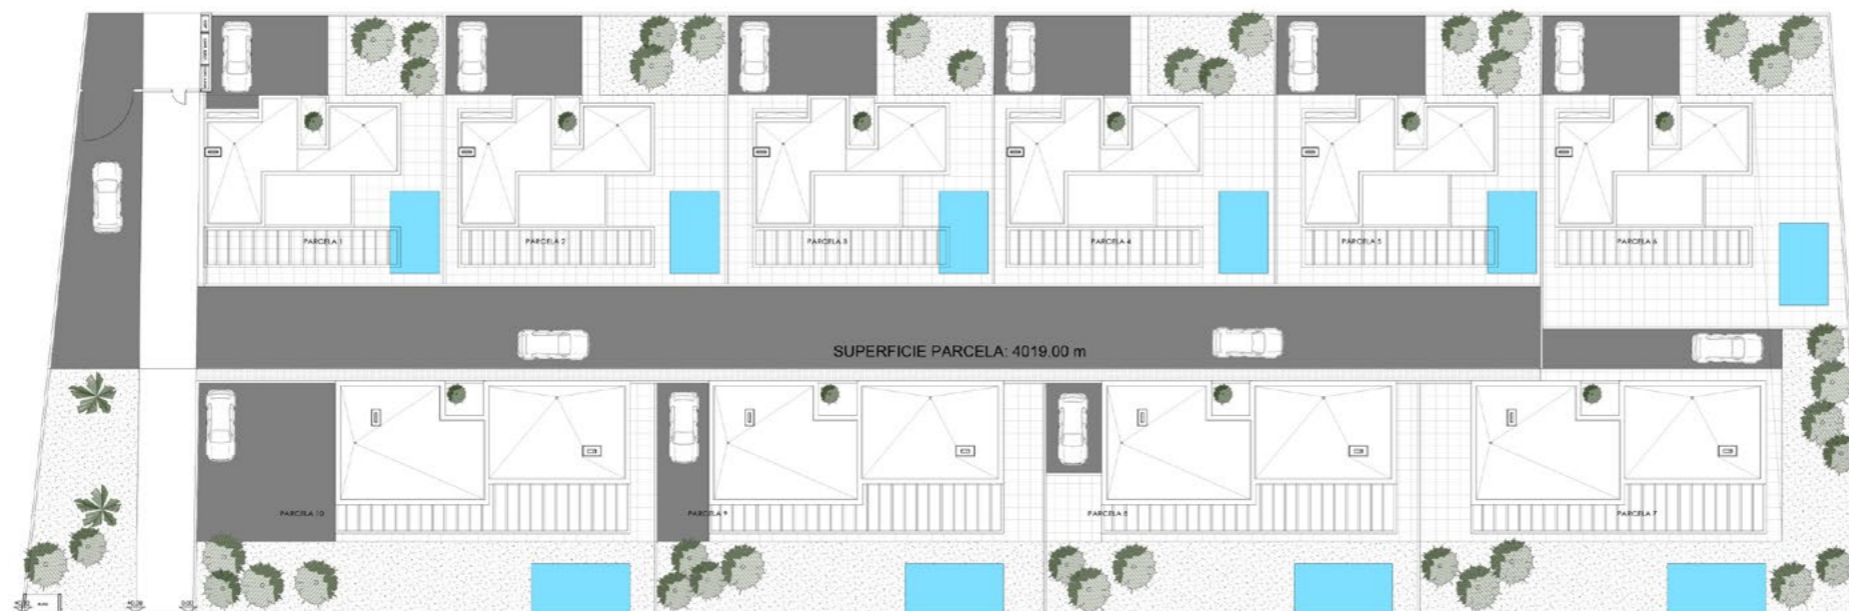 PARCELA 1
PARCELA 2
PARCELA 3
PARCELA 4
PARCELA 5
PARCELA 6
SUPERFICIE PARCELA: 4019.00 m
PARCELA 10
PARCELA 9
PARCELA 8
PARCELA 7